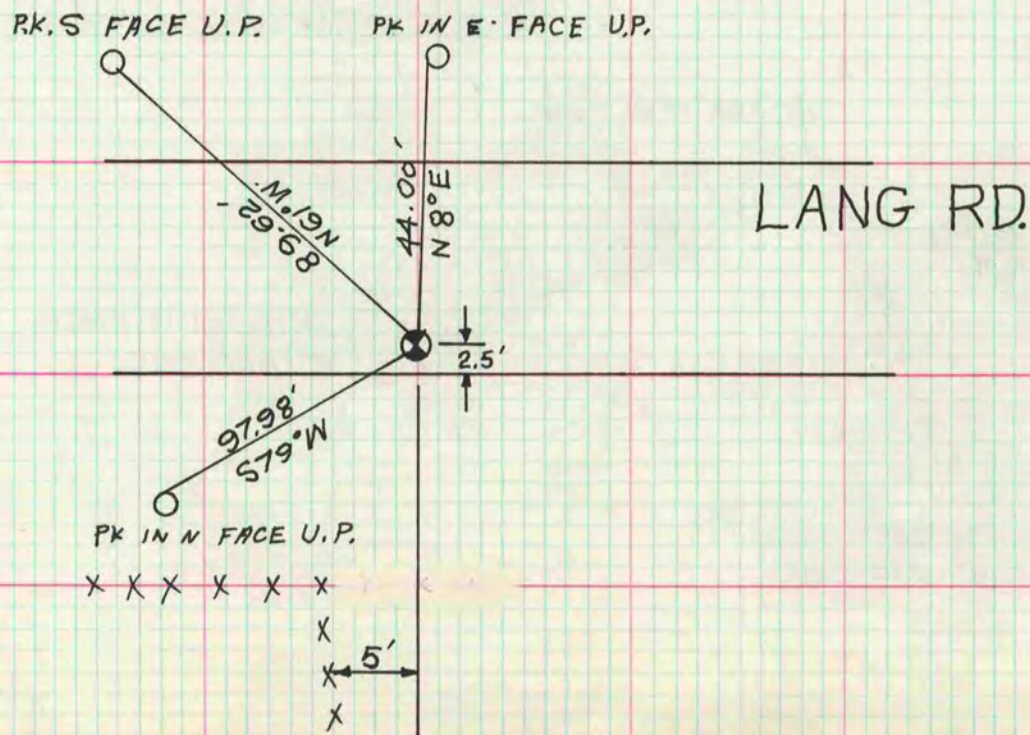 P.K. S FACE U.P.
PK IN E FACE U.P.
44.00'
N 8°E
N61°W
89.62'
LANG RD.
2.5'
97.98'
S79°W
PK IN N FACE U.P.
5'